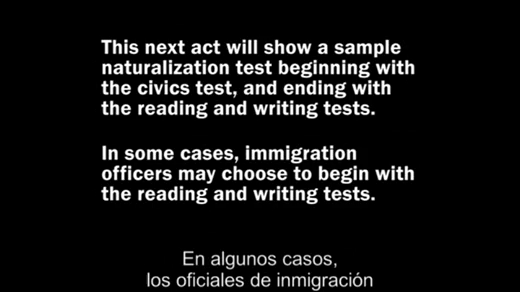 This next act will show a sample
naturalization test beginning with
the civics test, and ending with
the reading and writing tests.
In some cases, immigration
officers may choose to begin with
the reading and writing tests.
En algunos casos,
los oficiales de inmigración